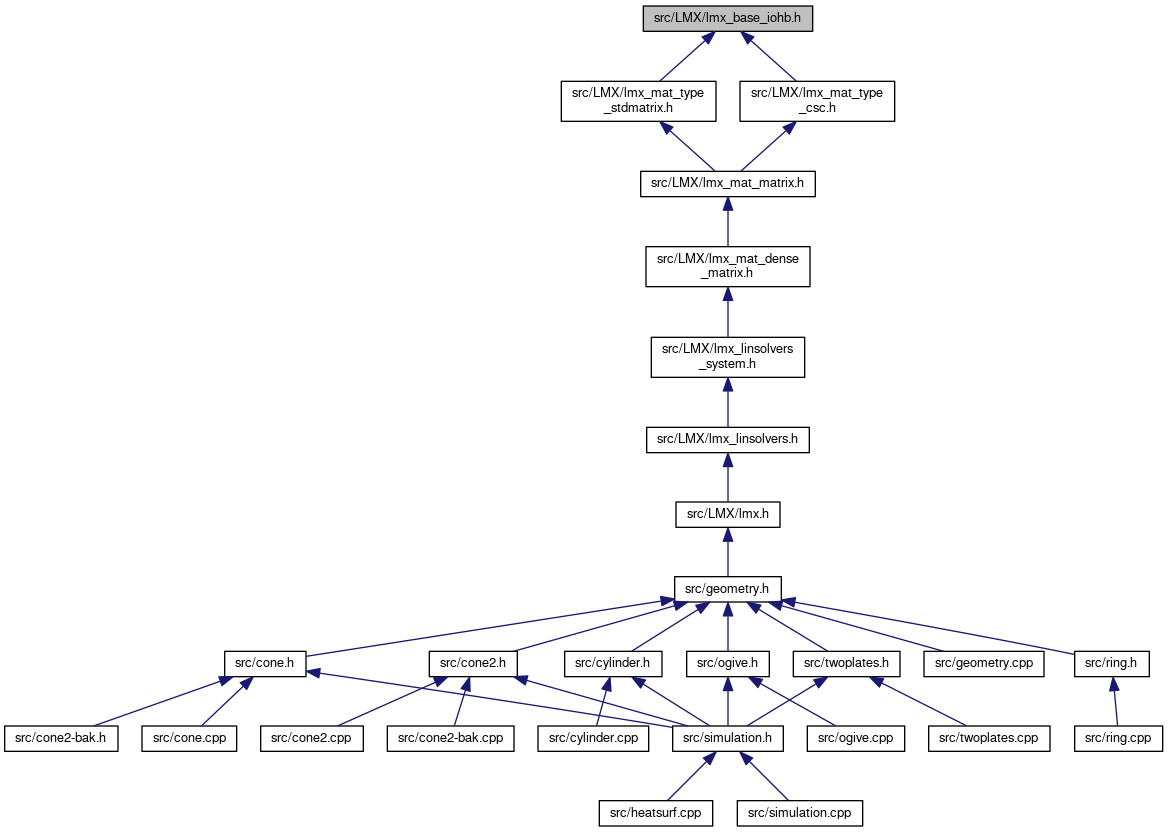 src/LMX/lmx_base_iohb.h
src/LMX/lmx_mat_type
_stdmatrix.h
src/LMX/lmx_mat_type
_csc.h
src/LMX/lmx_mat_matrix.h
src/LMX/lmx_mat_dense
_matrix.h
src/LMX/lmx_linsolvers
_system.h
src/LMX/lmx_linsolvers.h
src/LMX/lmx.h
src/geometry.h
src/cone.h
src/cone2.h
src/cylinder.h
src/ogive.h
src/twoplates.h
src/geometry.cpp
src/ring.h
src/cone2-bak.h
src/cone.cpp
src/cone2.cpp
src/cone2-bak.cpp
src/cylinder.cpp
src/simulation.h
src/ogive.cpp
src/twoplates.cpp
src/ring.cpp
src/heatsurf.cpp
src/simulation.cpp